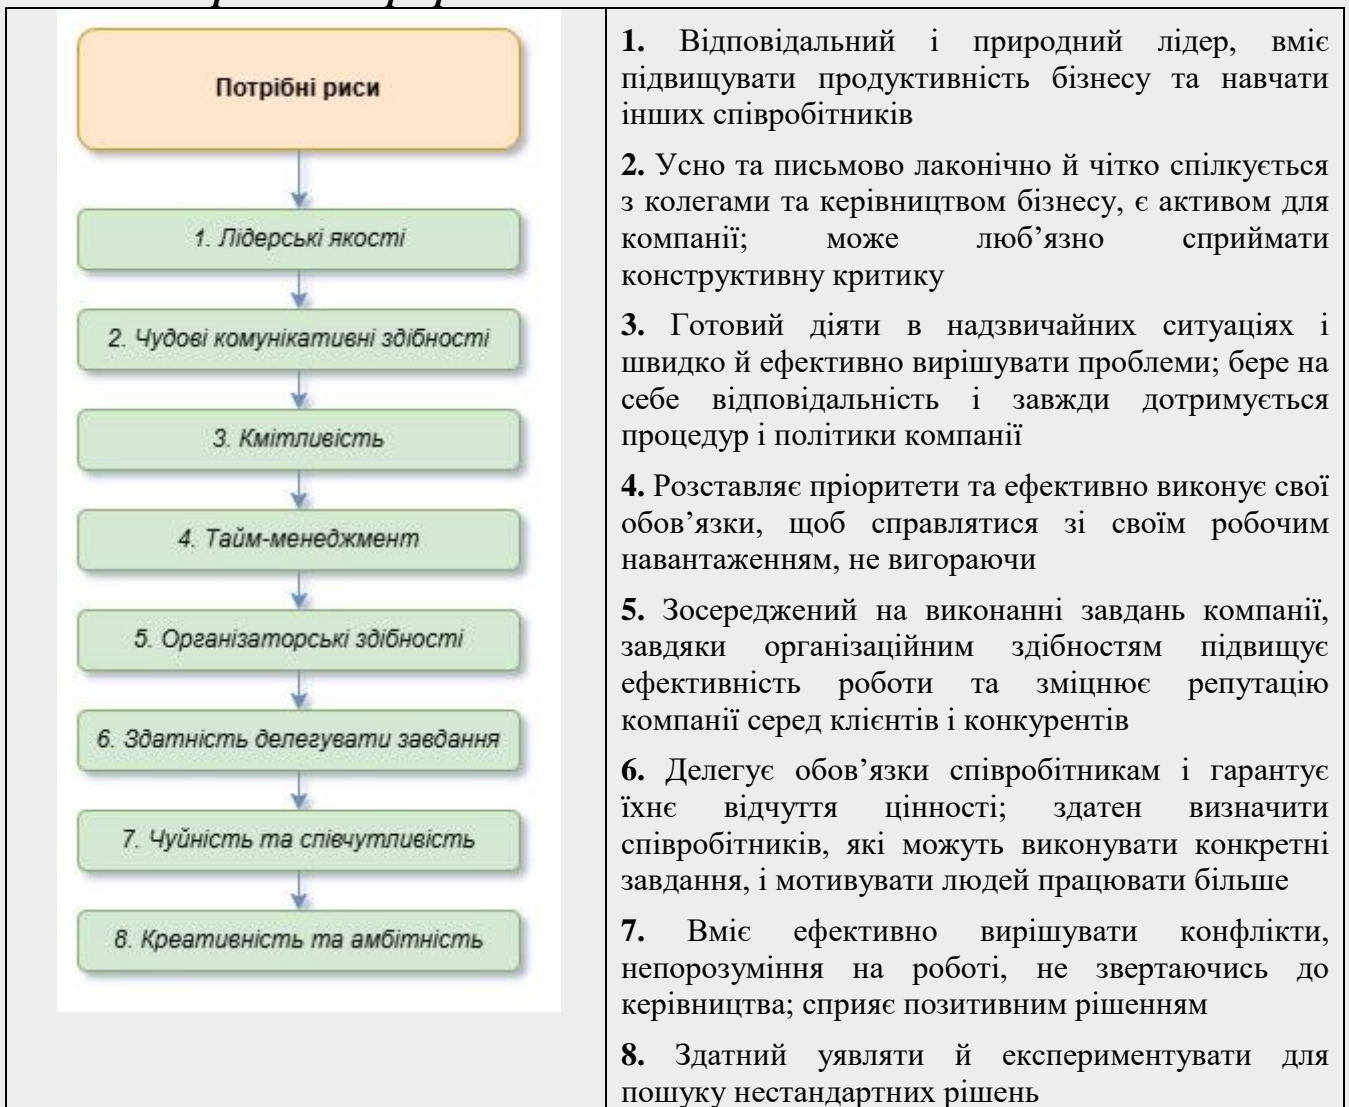 Потрібні риси
1. Лідерські якості
2. Чудові комунікативні здібності
3. Кмітливість
4. Тайм-менеджмент
5. Організаторські здібності
6. Здатність делегувати завдання
7. Чуйність та співчутливість
8. Креативність та амбітність
1. Відповідальний і природний лідер, вміє
підвищувати продуктивність бізнесу та навчати
інших співробітників
2. Усно та письмово лаконічно й чітко спілкується
з колегами та керівництвом бізнесу, є активом для
компанії; може люб’язно сприймати
конструктивну критику
3. Готовий діяти в надзвичайних ситуаціях і
швидко й ефективно вирішувати проблеми; бере на
себе відповідальність і завжди дотримується
процедур і політики компанії
4. Розставляє пріоритети та ефективно виконує свої
обов’язки, щоб справлятися зі своїм робочим
навантаженням, не вигораючи
5. Зосереджений на виконанні завдань компанії,
завдяки організаційним здібностям підвищує
ефективність роботи та зміцнює репутацію
компанії серед клієнтів і конкурентів
6. Делегує обов’язки співробітникам і гарантує
їхнє відчуття цінності; здатен визначити
співробітників, які можуть виконувати конкретні
завдання, і мотивувати людей працювати більше
7. Вміє ефективно вирішувати конфлікти,
непорозуміння на роботі, не звертаючись до
керівництва; сприяє позитивним рішенням
8. Здатний уявляти й експериментувати для
пошуку нестандартних рішень